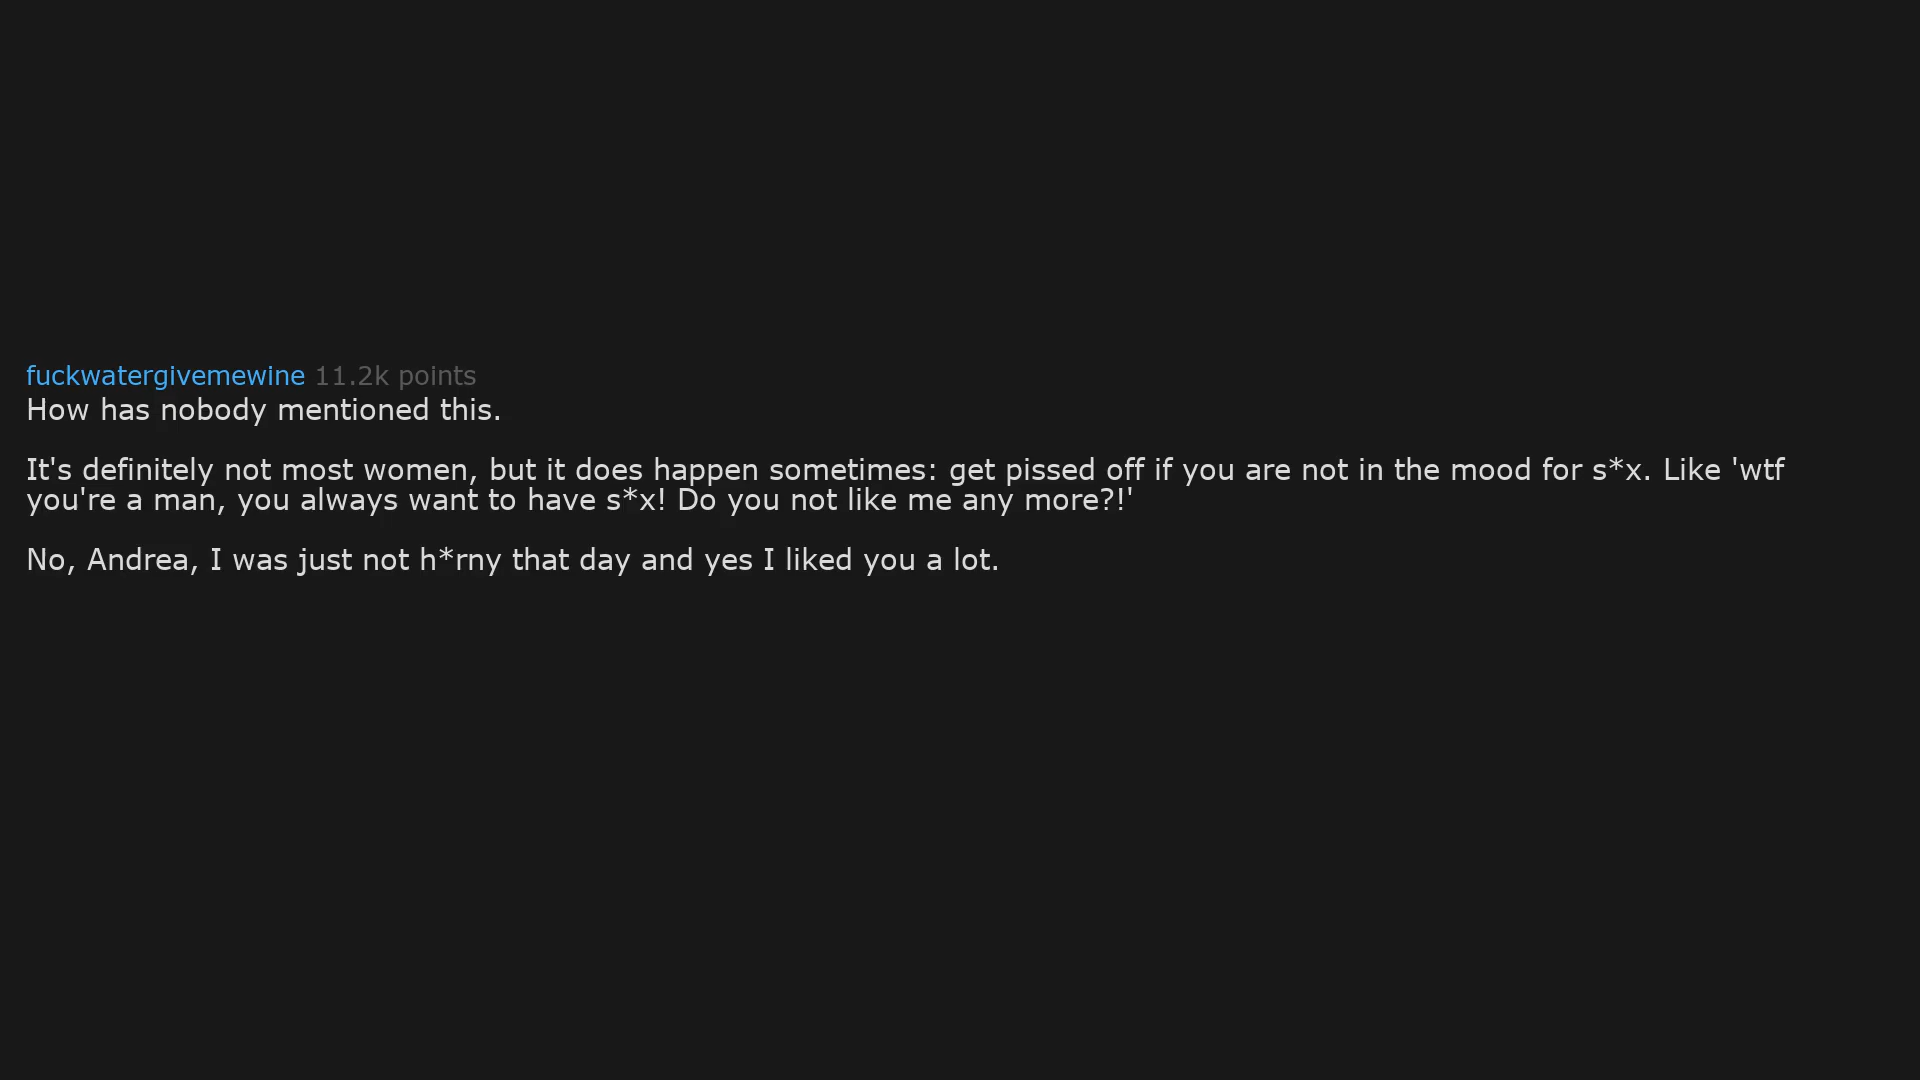 fuckwatergivemewine 11.2k points
How has nobody mentioned this.
It's definitely not most women, but it does happen sometimes: get pissed off if you are not in the mood for s*x. Like 'wtf
you're a man, you always want to have s*x! Do you not like me any more?!'
No, Andrea, I was just not h*rny that day and yes I liked you a lot.